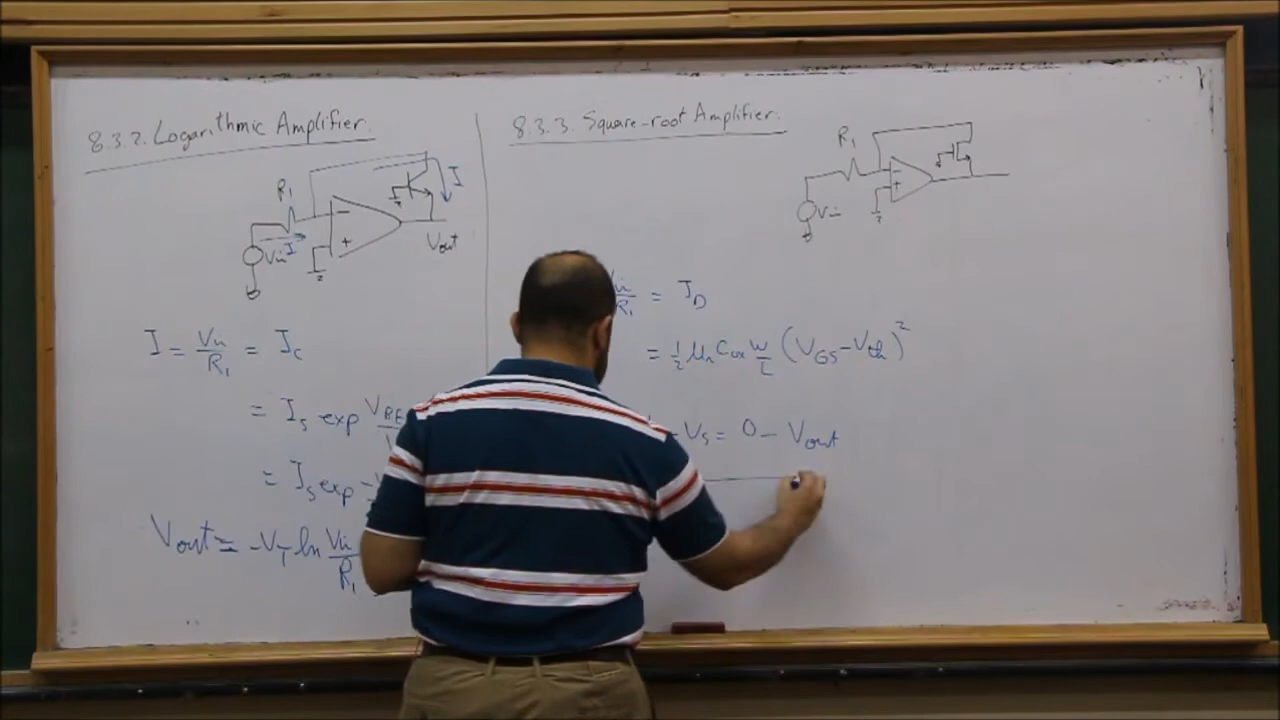 8.3.2. Logarithmic Amplifier.
R1
I
Vin I
Vout
I = Vin/R1 = IC
= IS exp VBE
= IS exp -
Vout = -VT ln Vin/R1
8.3.3. Square-root Amplifier.
R1
Vin
Vin/R1 = ID
= 1/2 μn Cox W/L (VGS-Vth)²
- VS = 0 - Vout